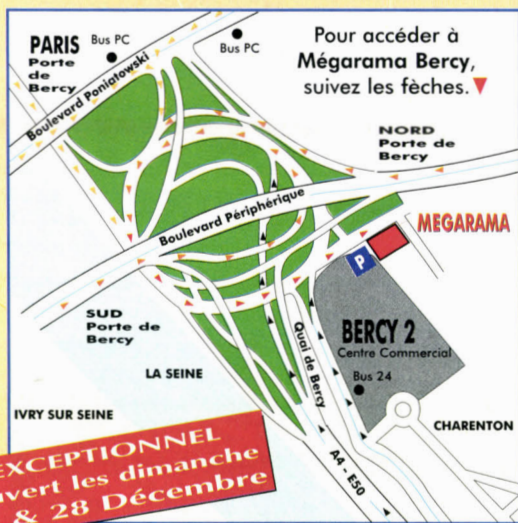 PARIS
Porte
de
Bercy
Bus PC
Bus PC
Boulevard Poniatowski
Pour accéder à
Mégarama Bercy,
suivez les fèches.
NORD
Porte de
Bercy
Boulevard Périphérique
MEGARAMA
P
SUD
Porte de
Bercy
BERCY 2
Centre Commercial
Bus 24
Quai de Bercy
LA SEINE
IVRY SUR SEINE
CHARENTON
A4 - E50
EXCEPTIONNEL
uvert les dimanche
& 28 Décembre